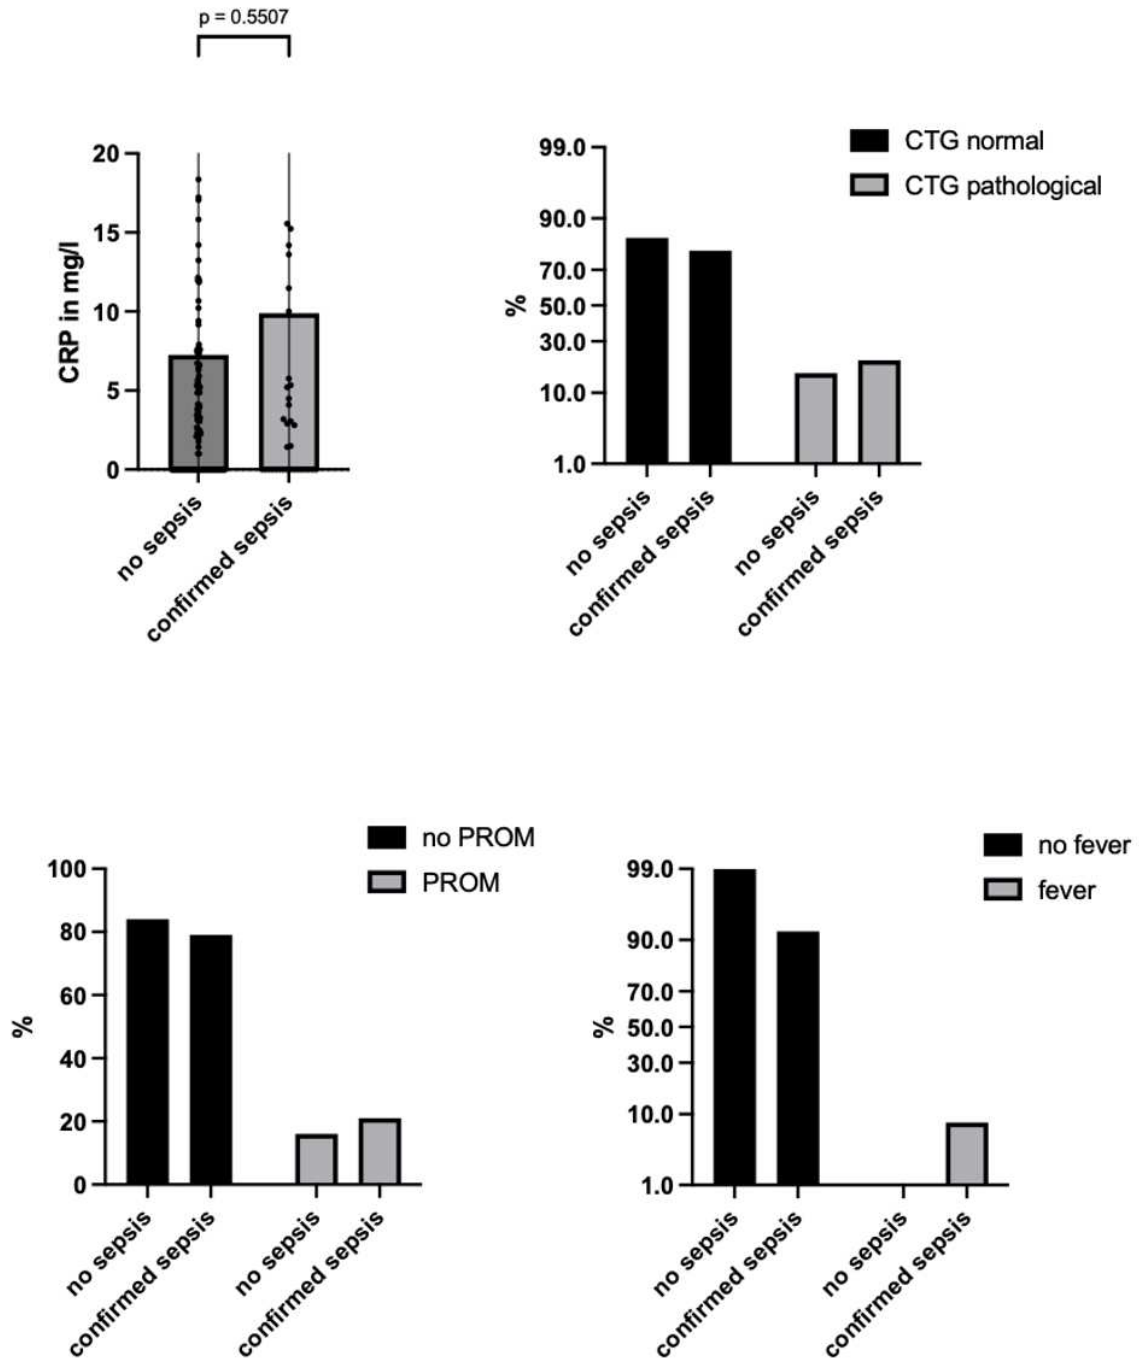 p = 0.5507
CRP in mg/l
20
15
10
5
0
no sepsis
confirmed sepsis
CTG normal
CTG pathological
%
99.0
90.0
70.0
50.0
30.0
10.0
1.0
no sepsis
confirmed sepsis
no sepsis
confirmed sepsis
no PROM
PROM
%
100
80
60
40
20
0
no sepsis
confirmed sepsis
no sepsis
confirmed sepsis
no fever
fever
%
99.0
90.0
70.0
50.0
30.0
10.0
1.0
no sepsis
confirmed sepsis
no sepsis
confirmed sepsis